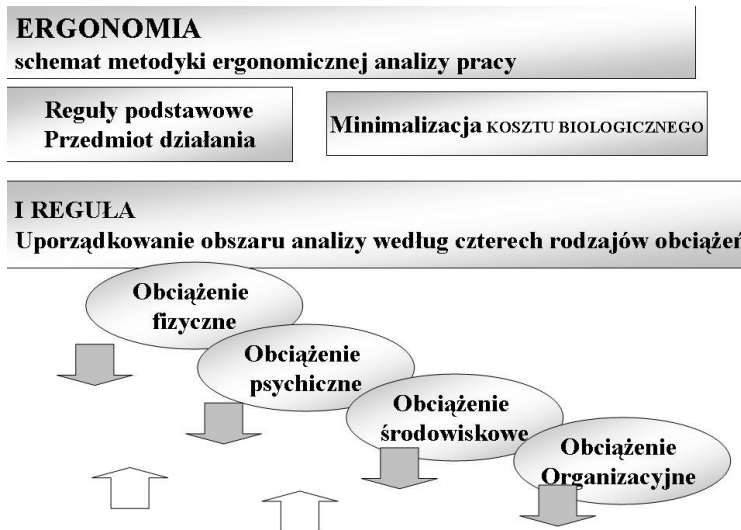 ERGONOMIA
schemat metodyki ergonomicznej analizy pracy
Reguły podstawowe
Przedmiot działania
Minimalizacja KOSZTU BIOLOGICZNEGO
I REGUŁA
Uporządkowanie obszaru analizy według czterech rodzajów obciążeń
Obciążenie
fizyczne
Obciążenie
psychiczne
Obciążenie
środowiskowe
Obciążenie
Organizacyjne